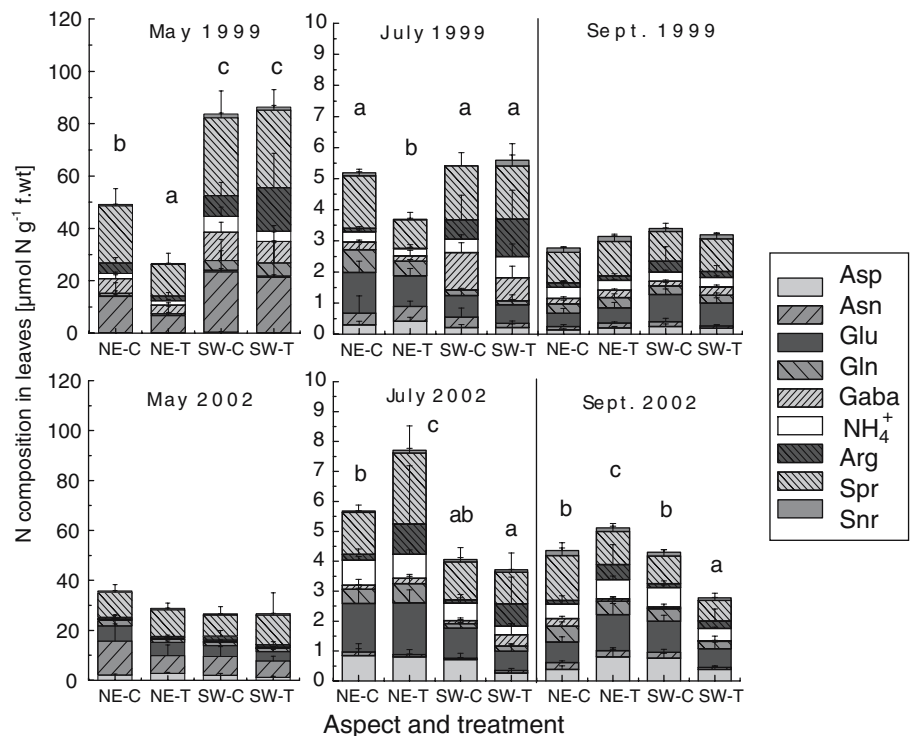 N composition in leaves [µmol N g⁻¹ f.wt]
May 1999
July 1999
Sept. 1999
120
100
80
60
40
20
0
10
9
8
7
6
5
4
3
2
1
0
b
a
c
c
a
b
a
a
NE-C NE-T SW-C SW-T
NE-C NE-T SW-C SW-T
NE-C NE-T SW-C SW-T
May 2002
July 2002
Sept. 2002
120
100
80
60
40
20
0
10
9
8
7
6
5
4
3
2
1
0
b
c
ab
a
b
c
b
a
NE-C NE-T SW-C SW-T
NE-C NE-T SW-C SW-T
NE-C NE-T SW-C SW-T
Aspect and treatment
Asp
Asn
Glu
Gln
Gaba
NH₄⁺
Arg
Spr
Snr